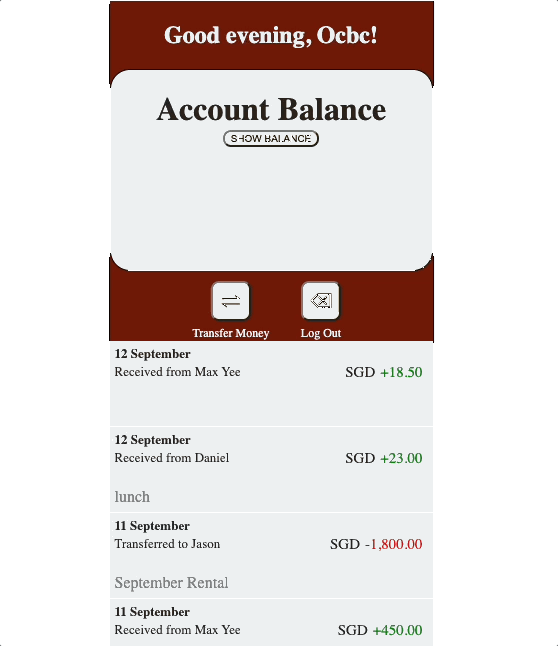 Good evening, Ocbc!
Account Balance
SHOW BALANCE
Transfer Money
Log Out
12 September
Received from Max Yee
SGD +18.50
12 September
Received from Daniel
SGD +23.00
lunch
11 September
Transferred to Jason
SGD -1,800.00
September Rental
11 September
Received from Max Yee
SGD +450.00